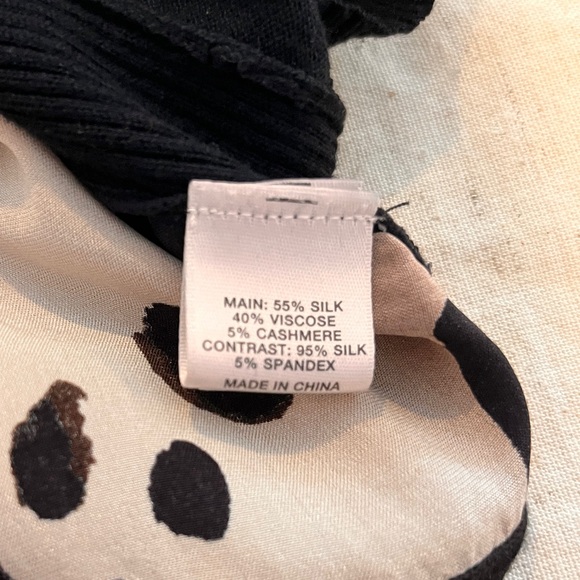 MAIN: 55% SILK
40% VISCOSE
5% CASHMERE
CONTRAST: 95% SILK
5% SPANDEX
MADE IN CHINA